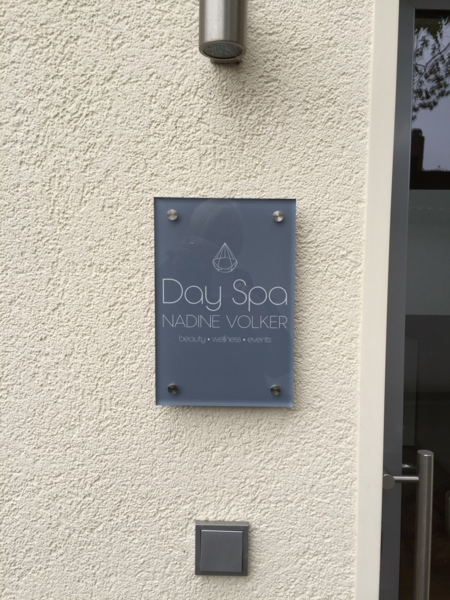 Day Spa
NADINE VOLKER
beauty • wellness • events